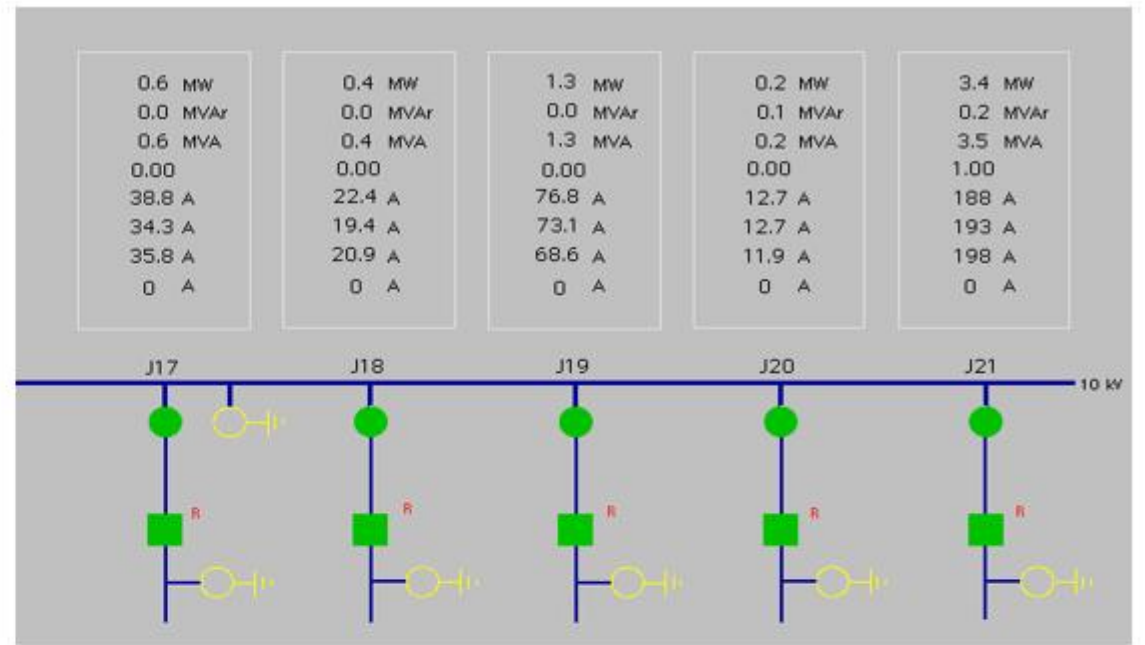 0.6 MW
0.0 MVAr
0.6 MVA
0.00
38.8 A
34.3 A
35.8 A
0 A
0.4 MW
0.0 MVAr
0.4 MVA
0.00
22.4 A
19.4 A
20.9 A
0 A
1.3 MW
0.0 MVAr
1.3 MVA
0.00
76.8 A
73.1 A
68.6 A
0 A
0.2 MW
0.1 MVAr
0.2 MVA
0.00
12.7 A
12.7 A
11.9 A
0 A
3.4 MW
0.2 MVAr
3.5 MVA
1.00
188 A
193 A
198 A
0 A
J17 J18 J19 J20 J21
10 kV
R R R R R